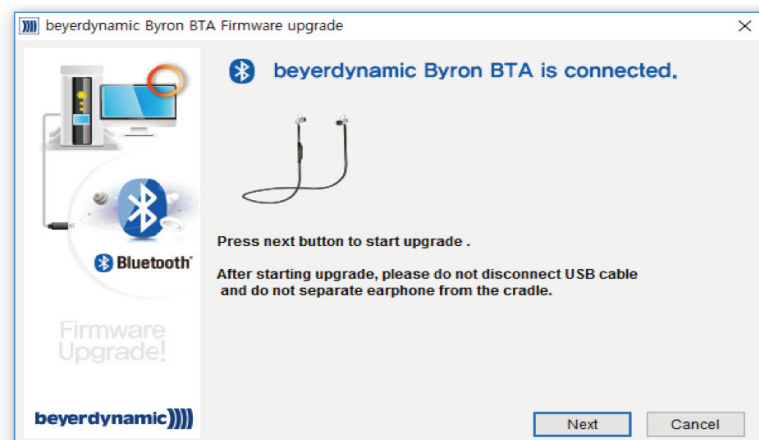 beyerdynamic Byron BTA Firmware upgrade
beyerdynamic Byron BTA is connected.
Press next button to start upgrade .
After starting upgrade, please do not disconnect USB cable
and do not separate earphone from the cradle.
Bluetooth
Firmware
Upgrade!
beyerdynamic
Next
Cancel